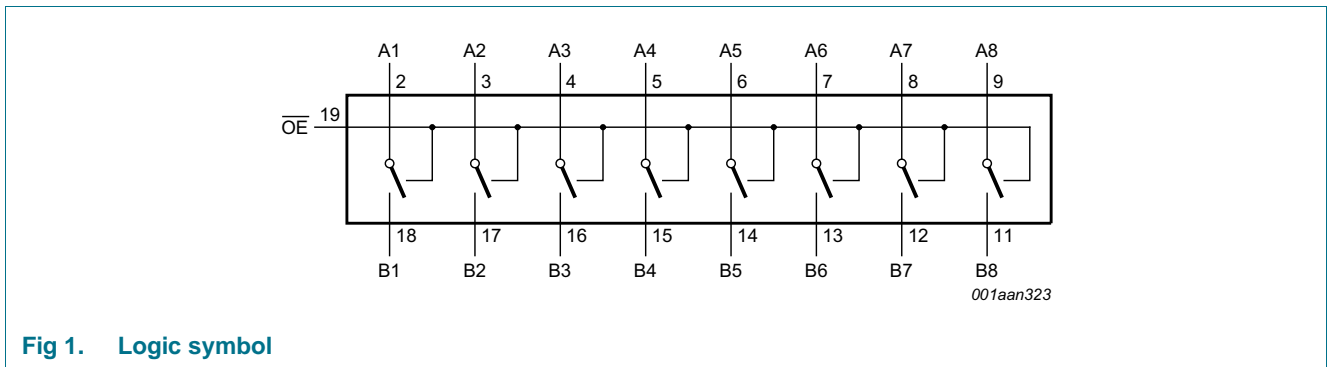 A1 A2 A3 A4 A5 A6 A7 A8
2 3 4 5 6 7 8 9
19
OE
18 17 16 15 14 13 12 11
B1 B2 B3 B4 B5 B6 B7 B8
001aan323
Fig 1. Logic symbol